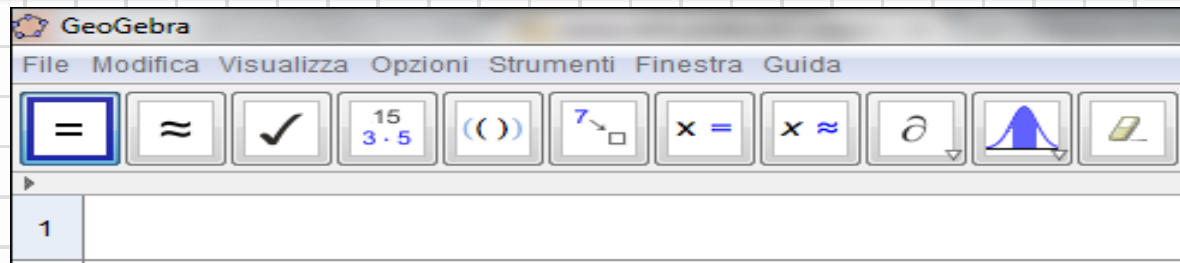 GeoGebra
File Modifica Visualizza Opzioni Strumenti Finestra Guida
= ≈ ✓ 15 (( )) 7 x = x ≈ ∂
3 · 5
1